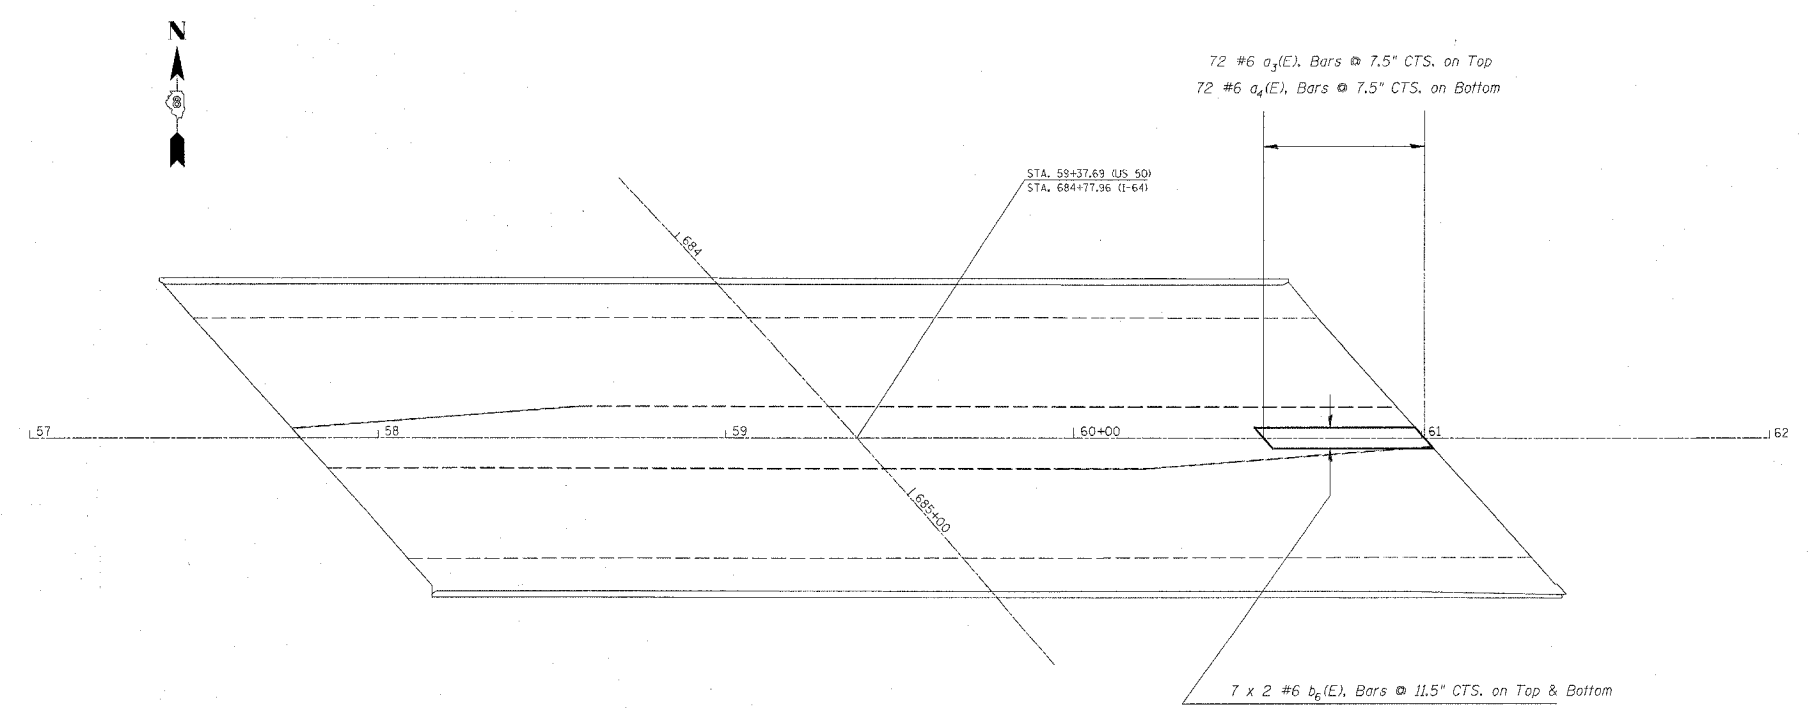 N
8
72 #6 a3(E), Bars @ 7.5" CTS. on Top
72 #6 a4(E), Bars @ 7.5" CTS. on Bottom
STA. 59+37.69 (US 50)
STA. 684+77.96 (I-64)
684
57
58
59
60+00
61
62
685+00
7 x 2 #6 b6(E), Bars @ 11.5" CTS. on Top & Bottom